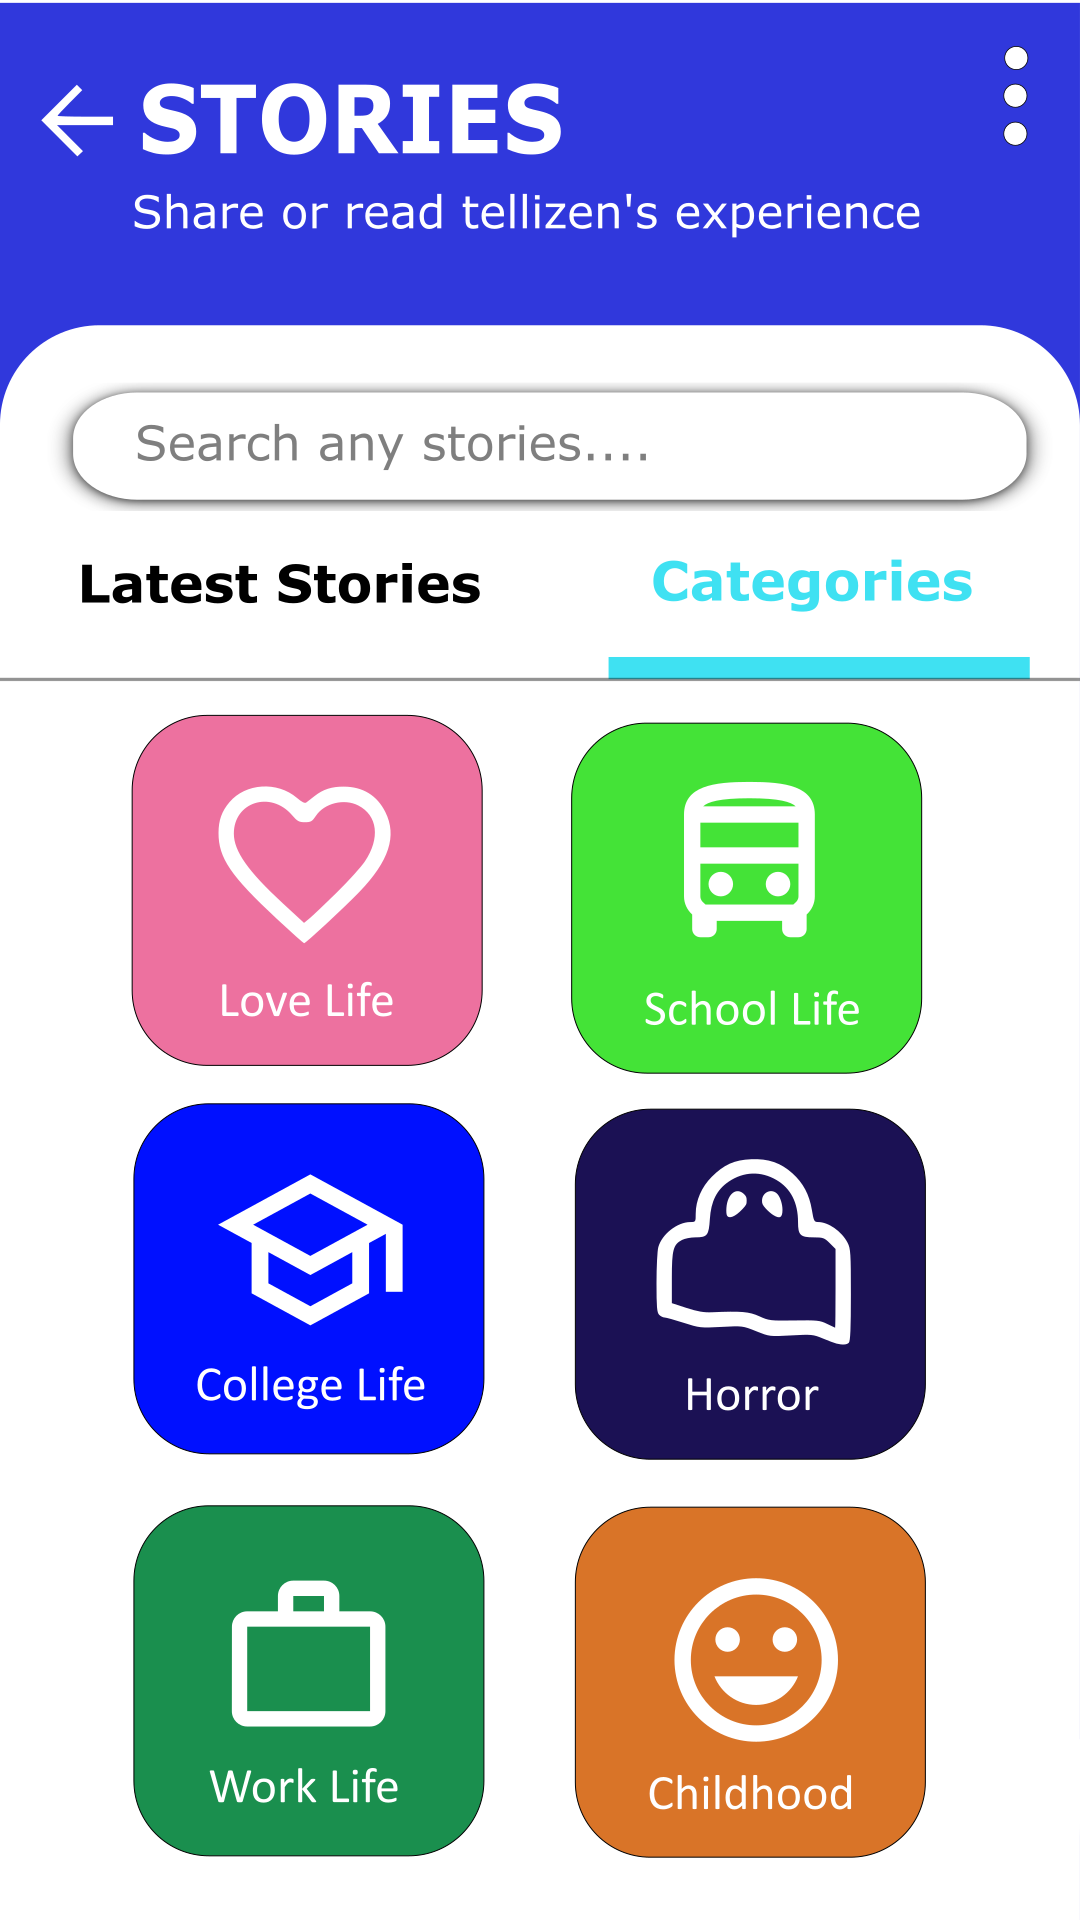 STORIES
Share or read tellizen's experience
Search any stories....
Latest Stories
Categories
Love Life
School Life
College Life
Horror
Work Life
Childhood